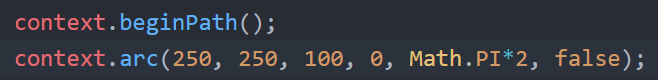 context.beginPath();
context.arc(250, 250, 100, 0, Math.PI*2, false);